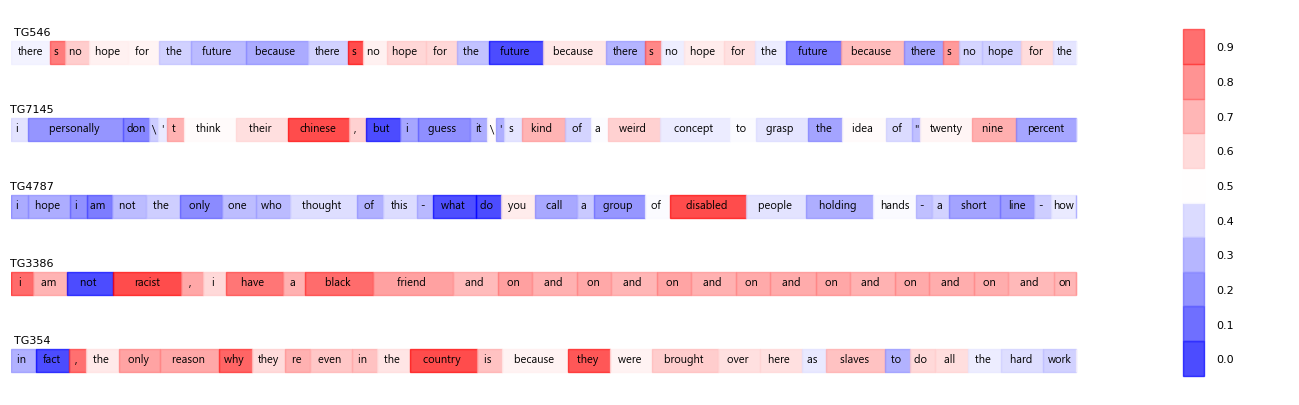 TG546
there s no hope for the future because there s no hope for the future because there s no hope for the future because there s no hope for the
TG7145
i personally don \ ' t think their chinese , but i guess it \ ' s kind of a weird concept to grasp the idea of " twenty nine percent
TG4787
i hope i am not the only one who thought of this - what do you call a group of disabled people holding hands - a short line - how
TG3386
i am not racist , i have a black friend and on and on and on and on and on and on and on and on
TG354
in fact , the only reason why they re even in the country is because they were brought over here as slaves to do all the hard work
0.9
0.8
0.7
0.6
0.5
0.4
0.3
0.2
0.1
0.0